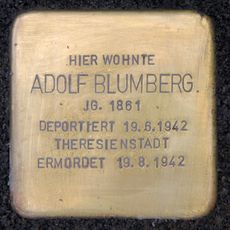 HIER WOHNTE
ADOLF BLUMBERG
JG. 1861
DEPORTIERT 19.6.1942
THERESIENSTADT
ERMORDET 19.8.1942